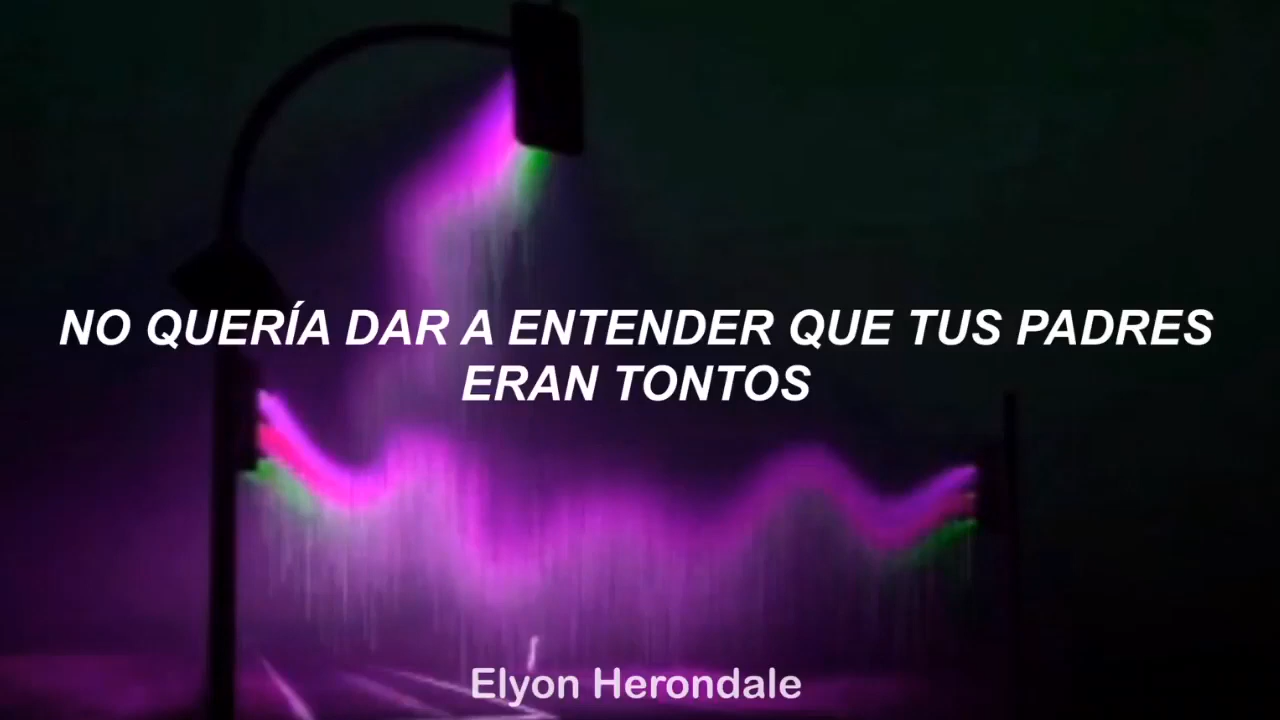 NO QUERÍA DAR A ENTENDER QUE TUS PADRES
ERAN TONTOS
Elyon Herondale